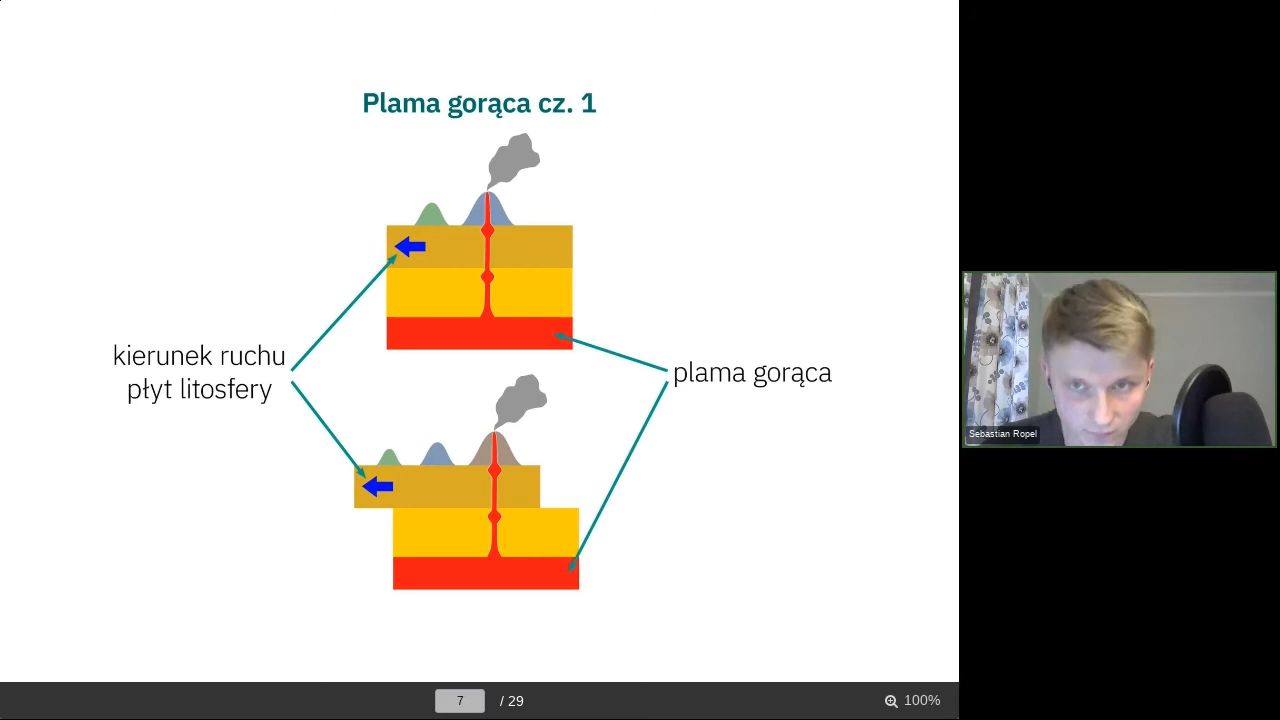 Plama gorąca cz. 1
kierunek ruchu
płyt litosfery
plama gorąca
Sebastian Ropel
7 / 29
100%